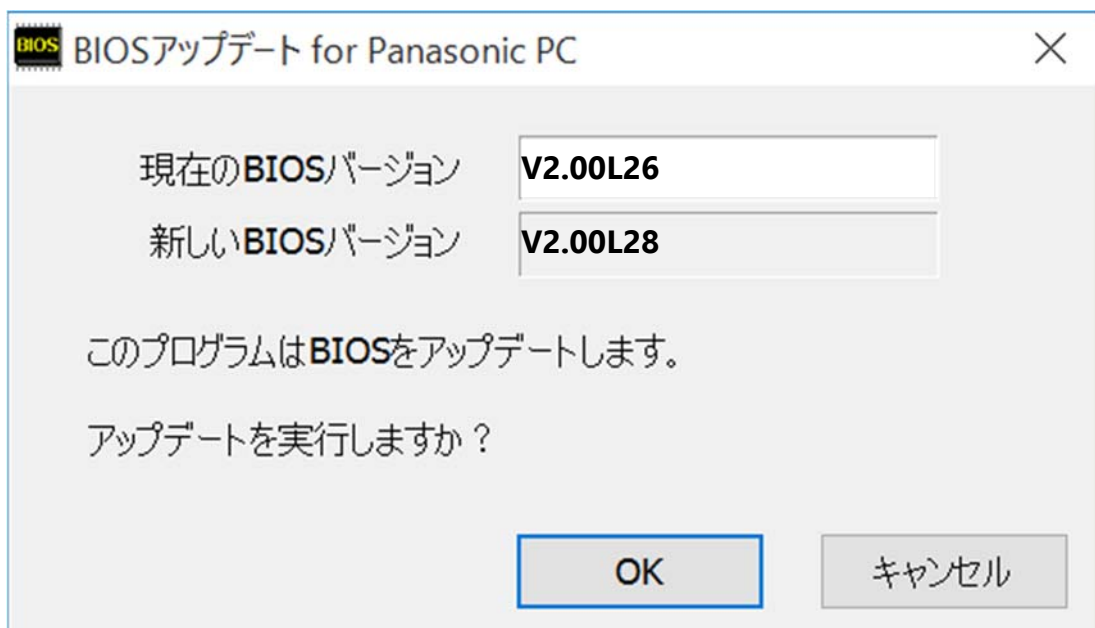 BIOS BIOSアップデート for Panasonic PC
現在のBIOSバージョン V2.00L26
新しいBIOSバージョン V2.00L28
このプログラムはBIOSをアップデートします。
アップデートを実行しますか？
OK キャンセル